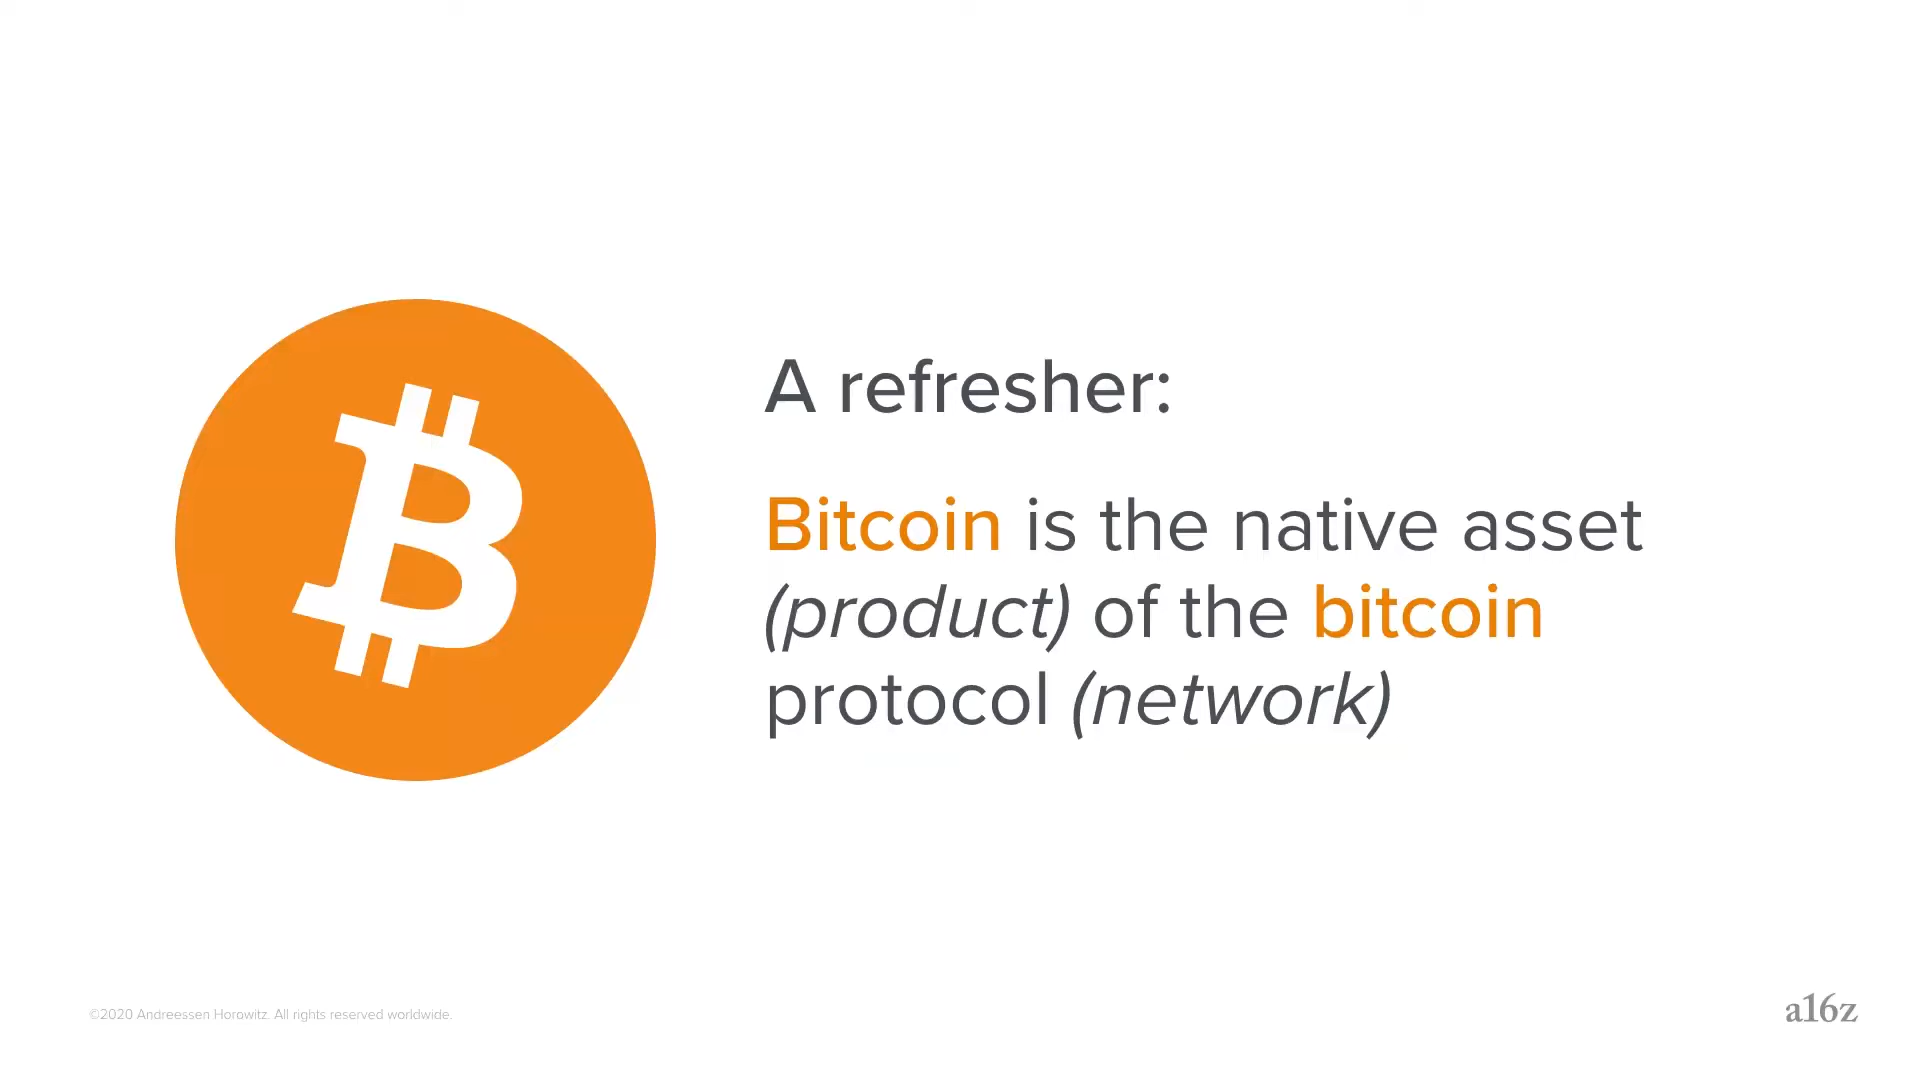 A refresher:
Bitcoin is the native asset
(product) of the bitcoin
protocol (network)
©2020 Andreessen Horowitz. All rights reserved worldwide.
a16z